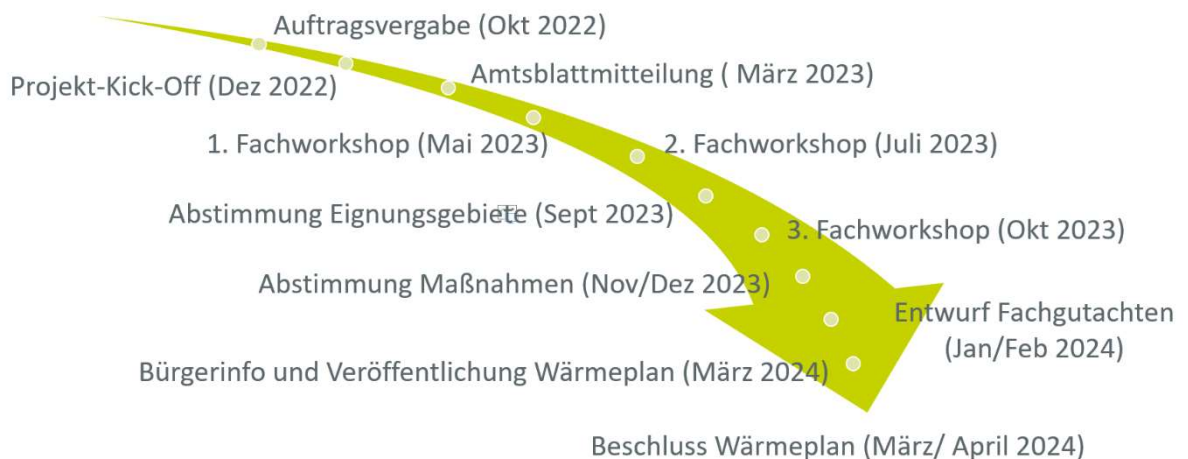 Auftragsvergabe (Okt 2022)
Projekt-Kick-Off (Dez 2022)
Amtsblattmitteilung ( März 2023)
1. Fachworkshop (Mai 2023)
2. Fachworkshop (Juli 2023)
Abstimmung Eignungsgebiete (Sept 2023)
3. Fachworkshop (Okt 2023)
Abstimmung Maßnahmen (Nov/Dez 2023)
Entwurf Fachgutachten
(Jan/Feb 2024)
Bürgerinfo und Veröffentlichung Wärmeplan (März 2024)
Beschluss Wärmeplan (März/ April 2024)